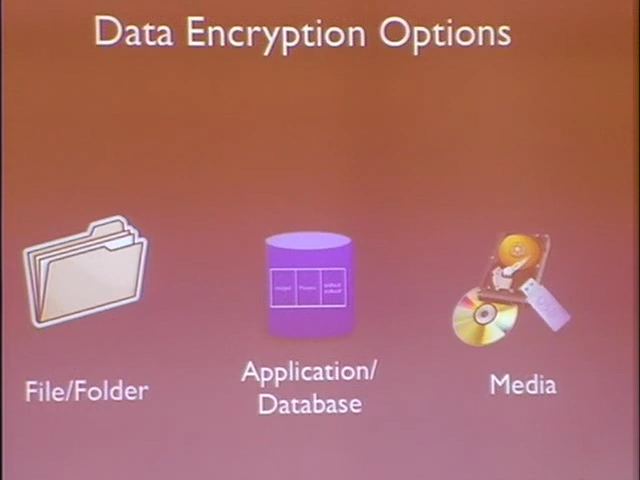 Data Encryption Options
File/Folder
Application/
Database
Media